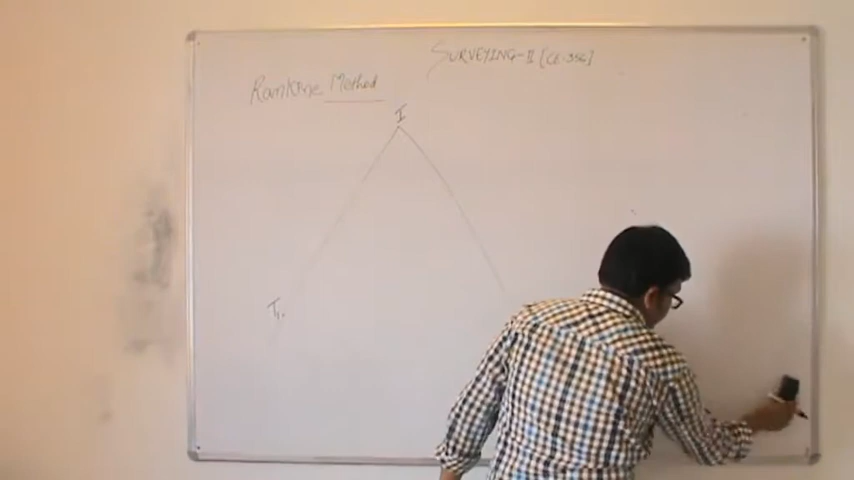 SURVEYING-II [CE-356]
Rankine Method
I
T₁